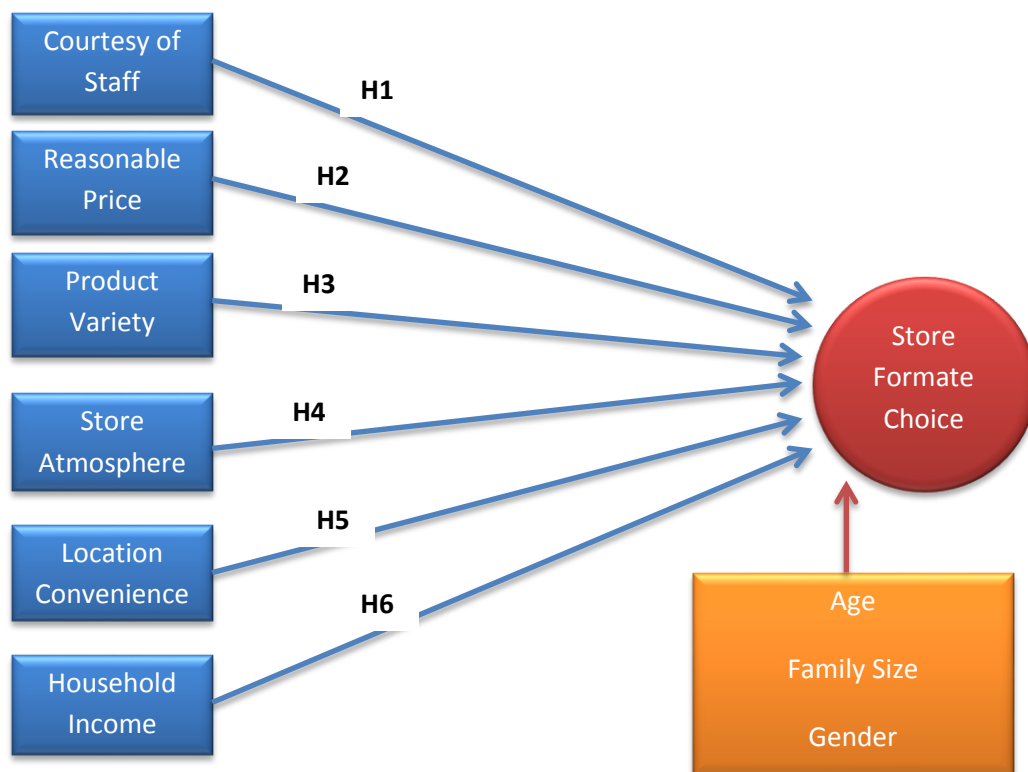 Courtesy of
Staff
H1
Reasonable
Price
H2
Product
Variety
H3
Store
Atmosphere
H4
Location
Convenience
H5
Household
Income
H6
Store
Formate
Choice
Age
Family Size
Gender